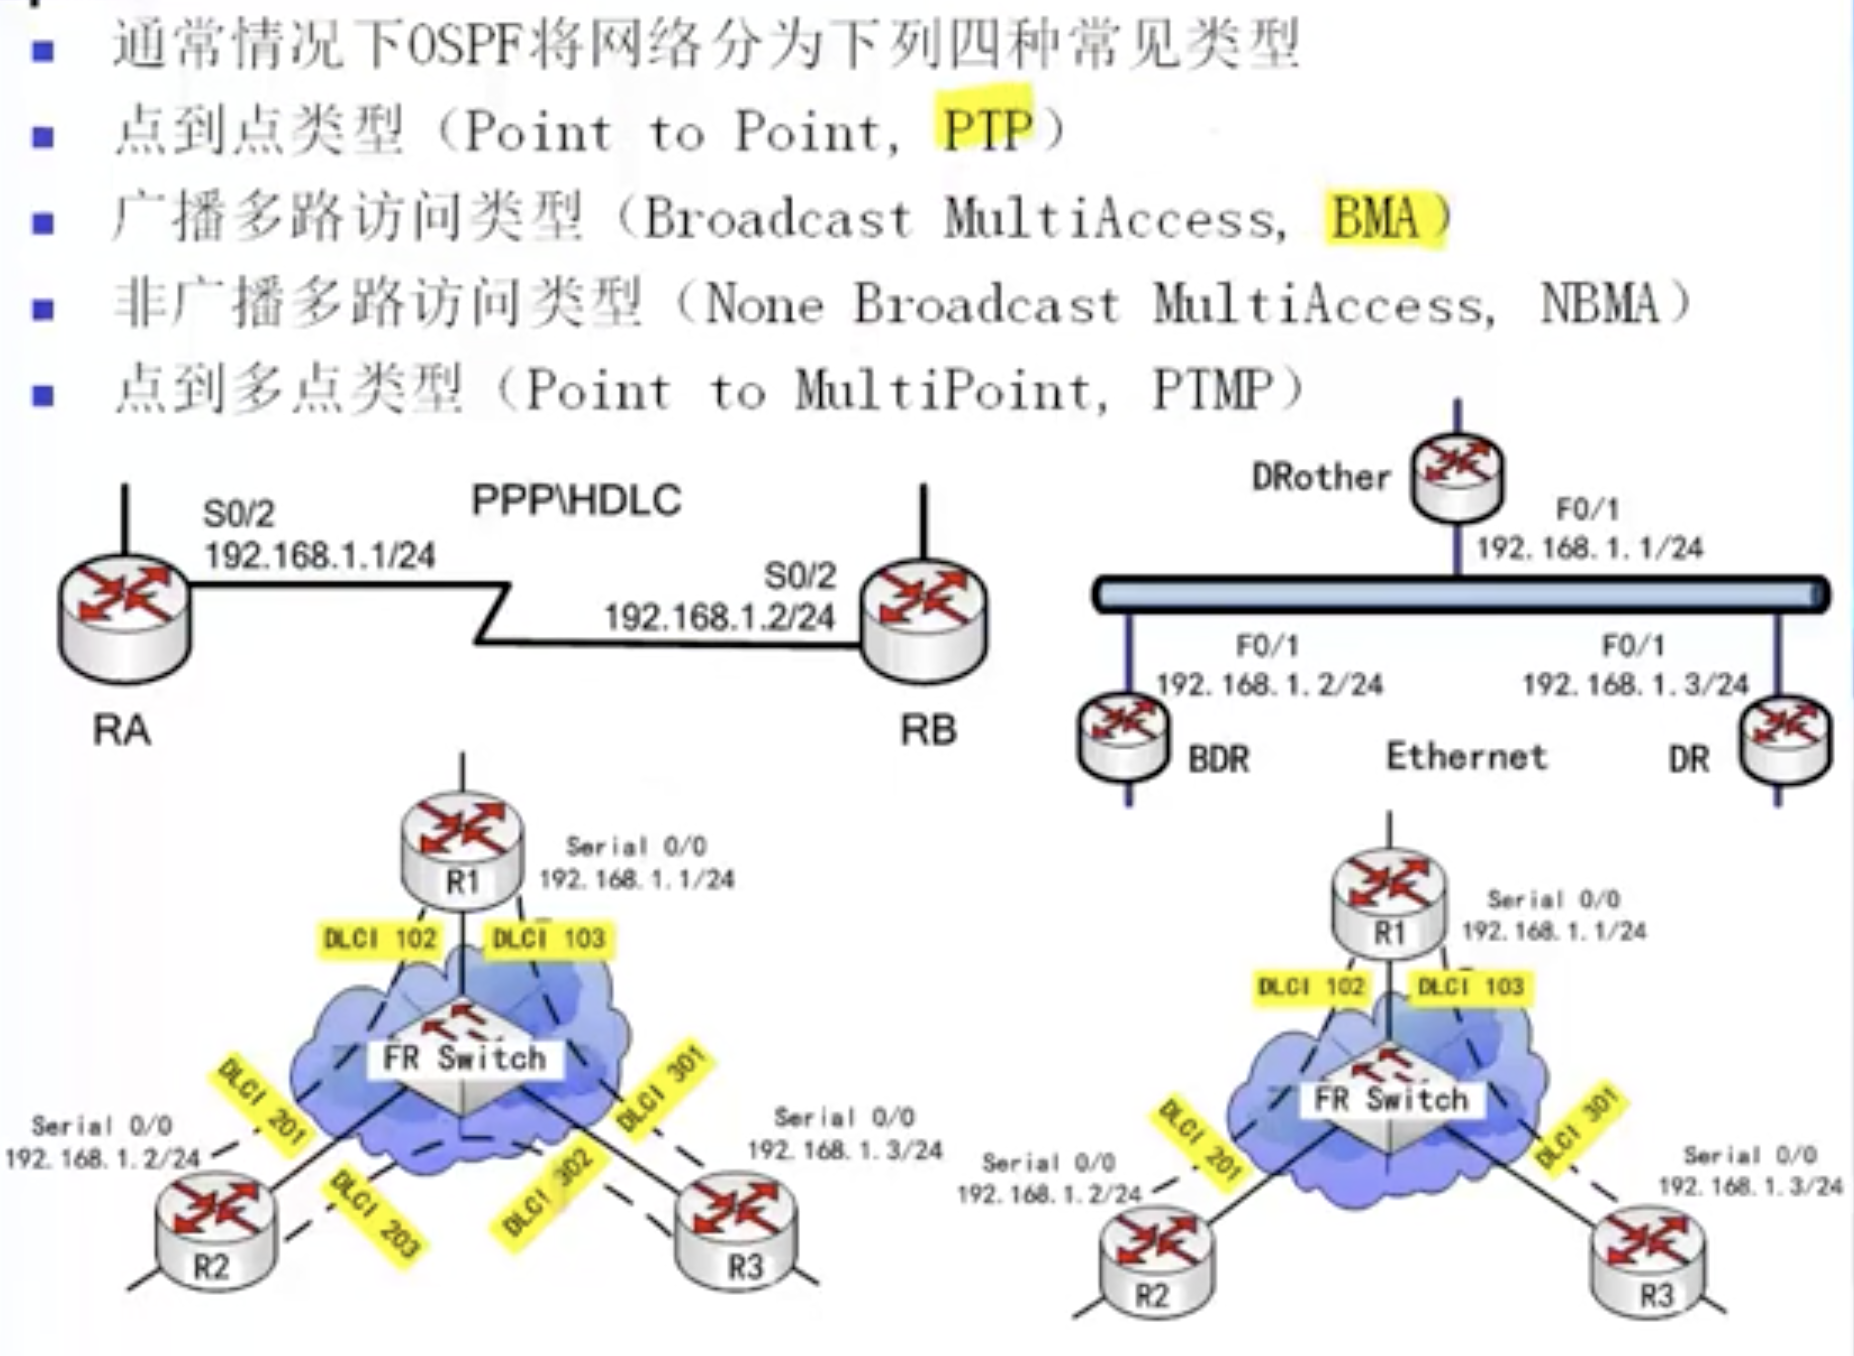 通常情况下OSPF将网络分为下列四种常见类型
点到点类型（Point to Point, PTP）
广播多路访问类型（Broadcast MultiAccess, BMA）
非广播多路访问类型（None Broadcast MultiAccess, NBMA）
点到多点类型（Point to MultiPoint, PTMP）
PPP\HDLC
S0/2
192.168.1.1/24
S0/2
192.168.1.2/24
RA
RB
DRother
F0/1
192.168.1.1/24
F0/1
192.168.1.2/24
F0/1
192.168.1.3/24
BDR
Ethernet
DR
R1
Serial 0/0
192.168.1.1/24
DLCI 102
DLCI 103
FR Switch
DLCI 201
DLCI 301
Serial 0/0
192.168.1.2/24
DLCI 203
DLCI 302
Serial 0/0
192.168.1.3/24
R2
R3
R1
Serial 0/0
192.168.1.1/24
DLCI 102
DLCI 103
FR Switch
DLCI 201
DLCI 301
Serial 0/0
192.168.1.2/24
Serial 0/0
192.168.1.3/24
R2
R3